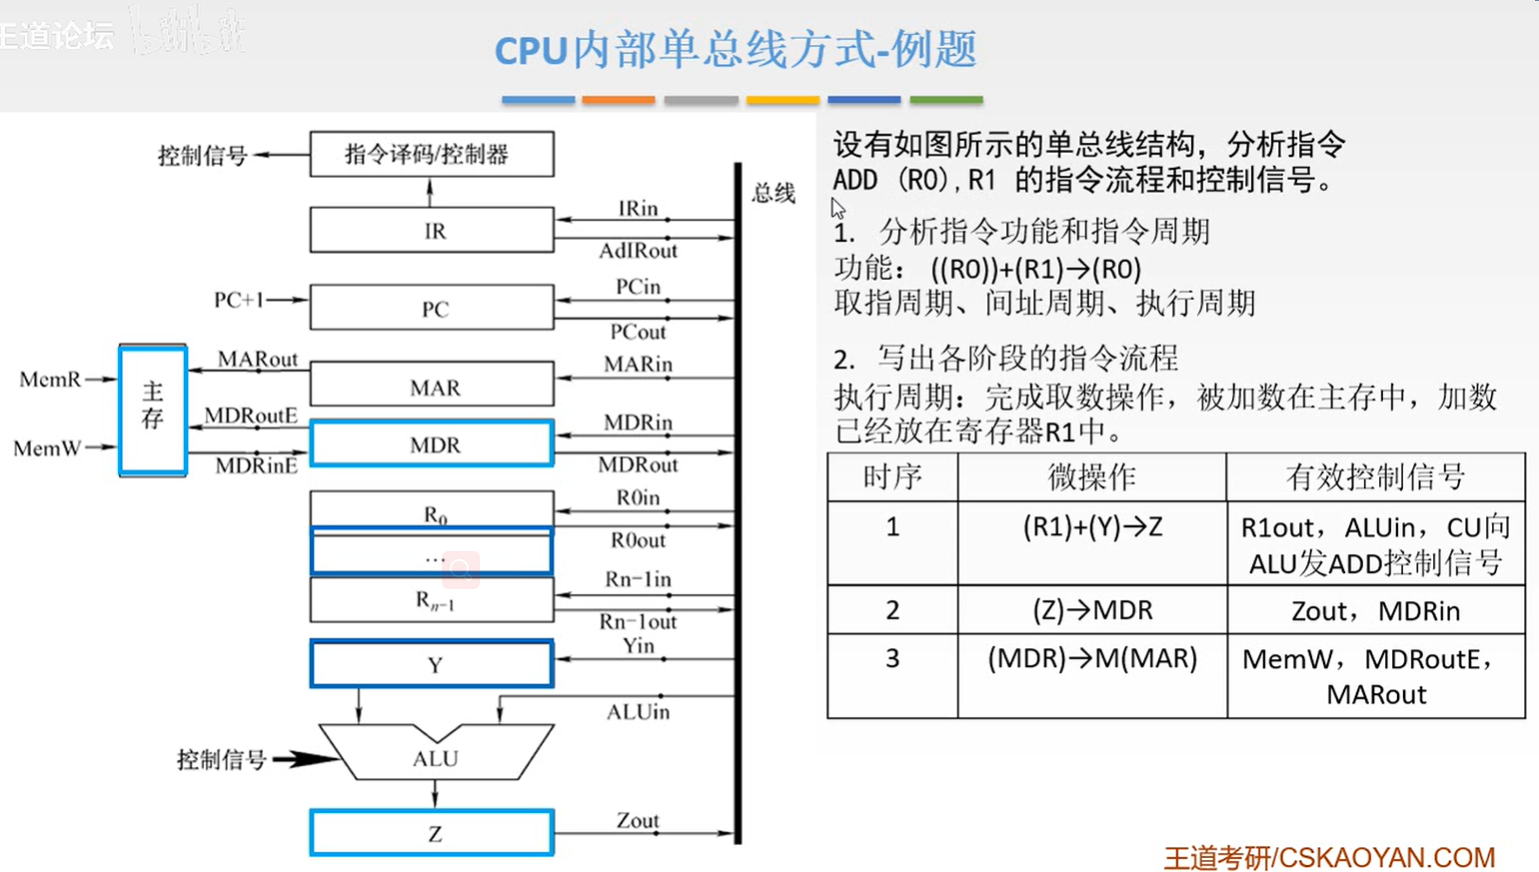 王道论坛 bilibili
CPU内部单总线方式-例题
控制信号
指令译码/控制器
总线
IR
IRin
AdIRout
PC+1
PC
PCin
PCout
MARout
MAR
MARin
MemR
主存
MDRoutE
MDR
MDRin
MemW
MDRinE
MDRout
R0
R0in
R0out
…
Rn-1
Rn-1in
Rn-1out
Y
Yin
ALUin
控制信号
ALU
Z
Zout
设有如图所示的单总线结构，分析指令
ADD (R0),R1 的指令流程和控制信号。
1. 分析指令功能和指令周期
功能： ((R0))+(R1)→(R0)
取指周期、间址周期、执行周期
2. 写出各阶段的指令流程
执行周期：完成取数操作，被加数在主存中，加数
已经放在寄存器R1中。
时序 微操作 有效控制信号
1 (R1)+(Y)→Z R1out，ALUin，CU向
ALU发ADD控制信号
2 (Z)→MDR Zout，MDRin
3 (MDR)→M(MAR) MemW，MDRoutE，
MARout
王道考研/CSKAOYAN.COM